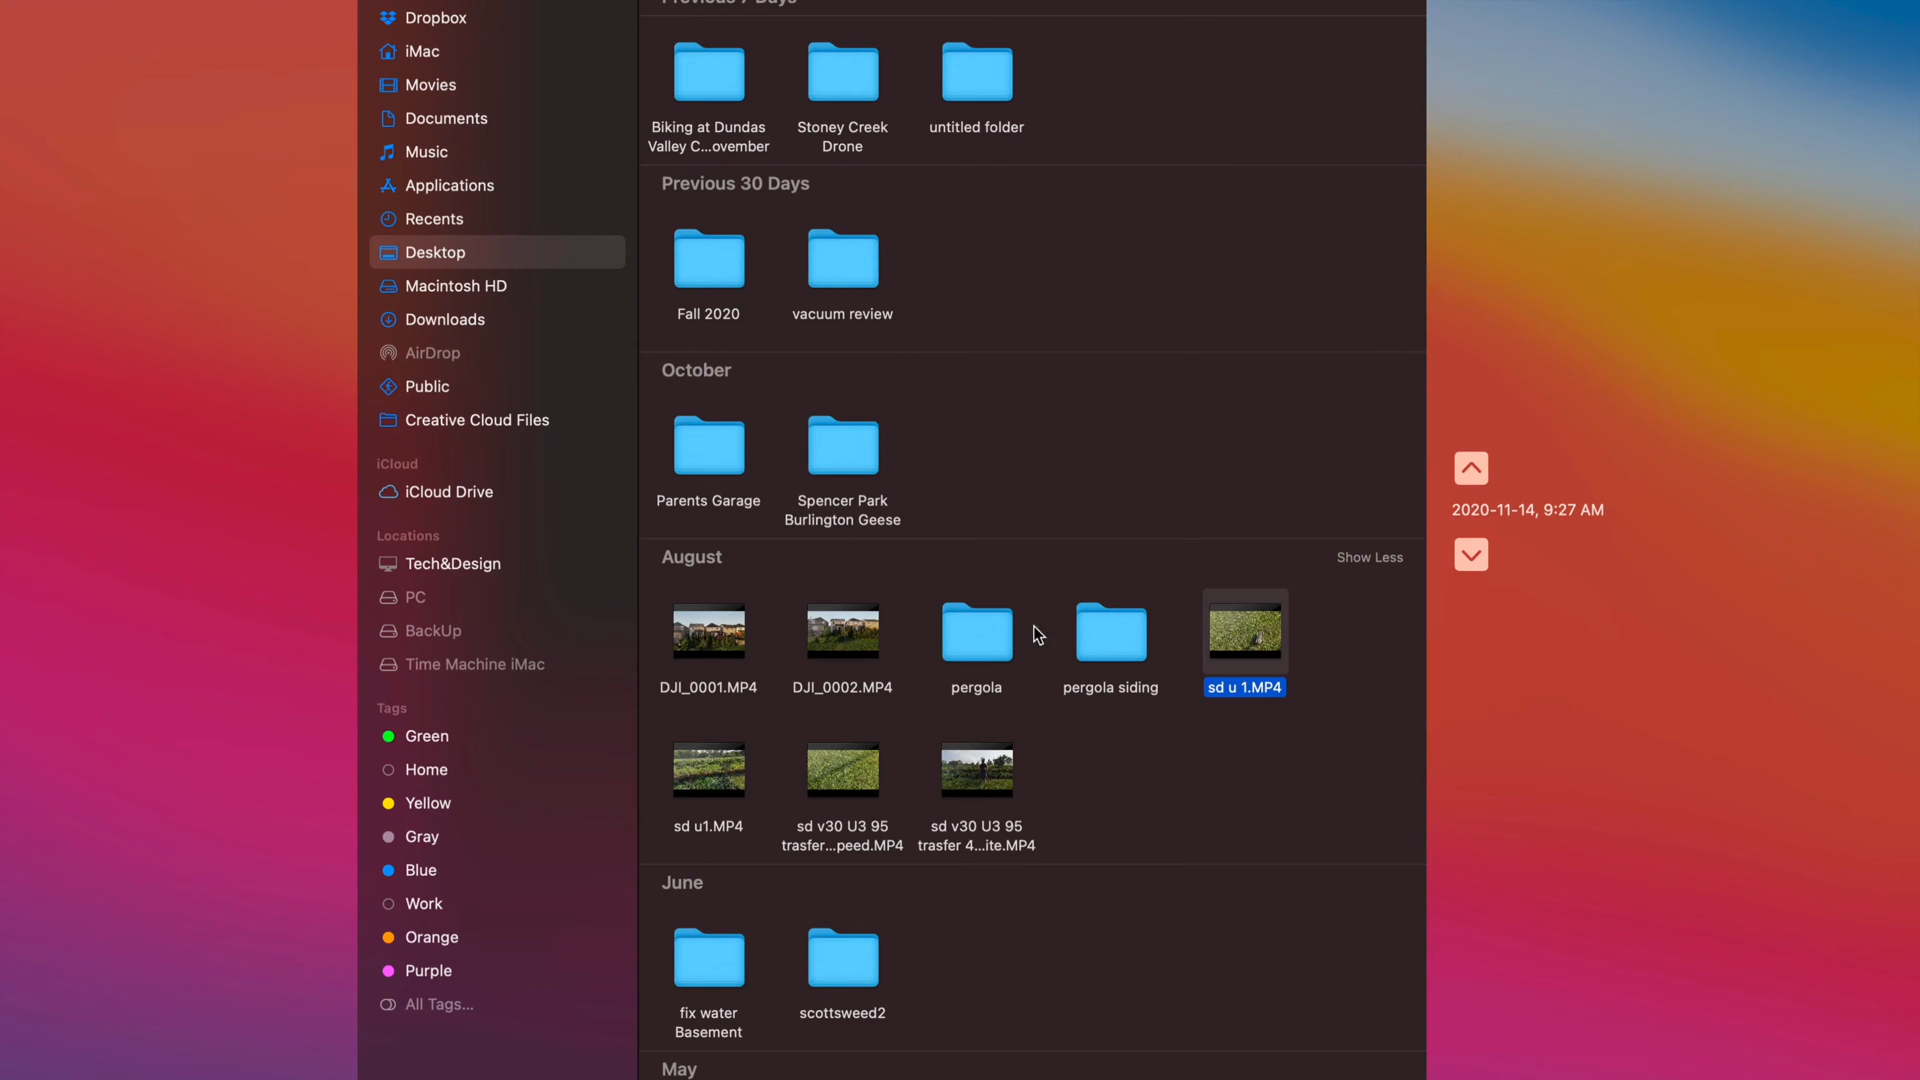 Previous 7 Days
Dropbox
iMac
Movies
Documents
Music
Applications
Recents
Desktop
Macintosh HD
Downloads
AirDrop
Public
Creative Cloud Files
iCloud
iCloud Drive
Locations
Tech&Design
PC
BackUp
Time Machine iMac
Tags
Green
Home
Yellow
Gray
Blue
Work
Orange
Purple
All Tags...
Biking at Dundas
Valley C...ovember
Stoney Creek
Drone
untitled folder
Previous 30 Days
Fall 2020
vacuum review
October
Parents Garage
Spencer Park
Burlington Geese
August
Show Less
DJI_0001.MP4
DJI_0002.MP4
pergola
pergola siding
sd u 1.MP4
sd u1.MP4
sd v30 U3 95
trasfer...peed.MP4
sd v30 U3 95
trasfer 4...ite.MP4
June
fix water
Basement
scottsweed2
May
2020-11-14, 9:27 AM